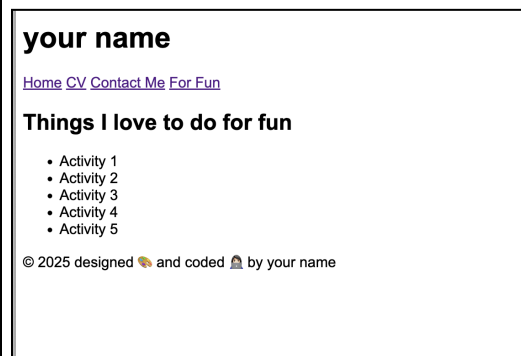 your name
Home CV Contact Me For Fun
Things I love to do for fun
• Activity 1
• Activity 2
• Activity 3
• Activity 4
• Activity 5
© 2025 designed 🎨 and coded 👩🏻‍💻 by your name